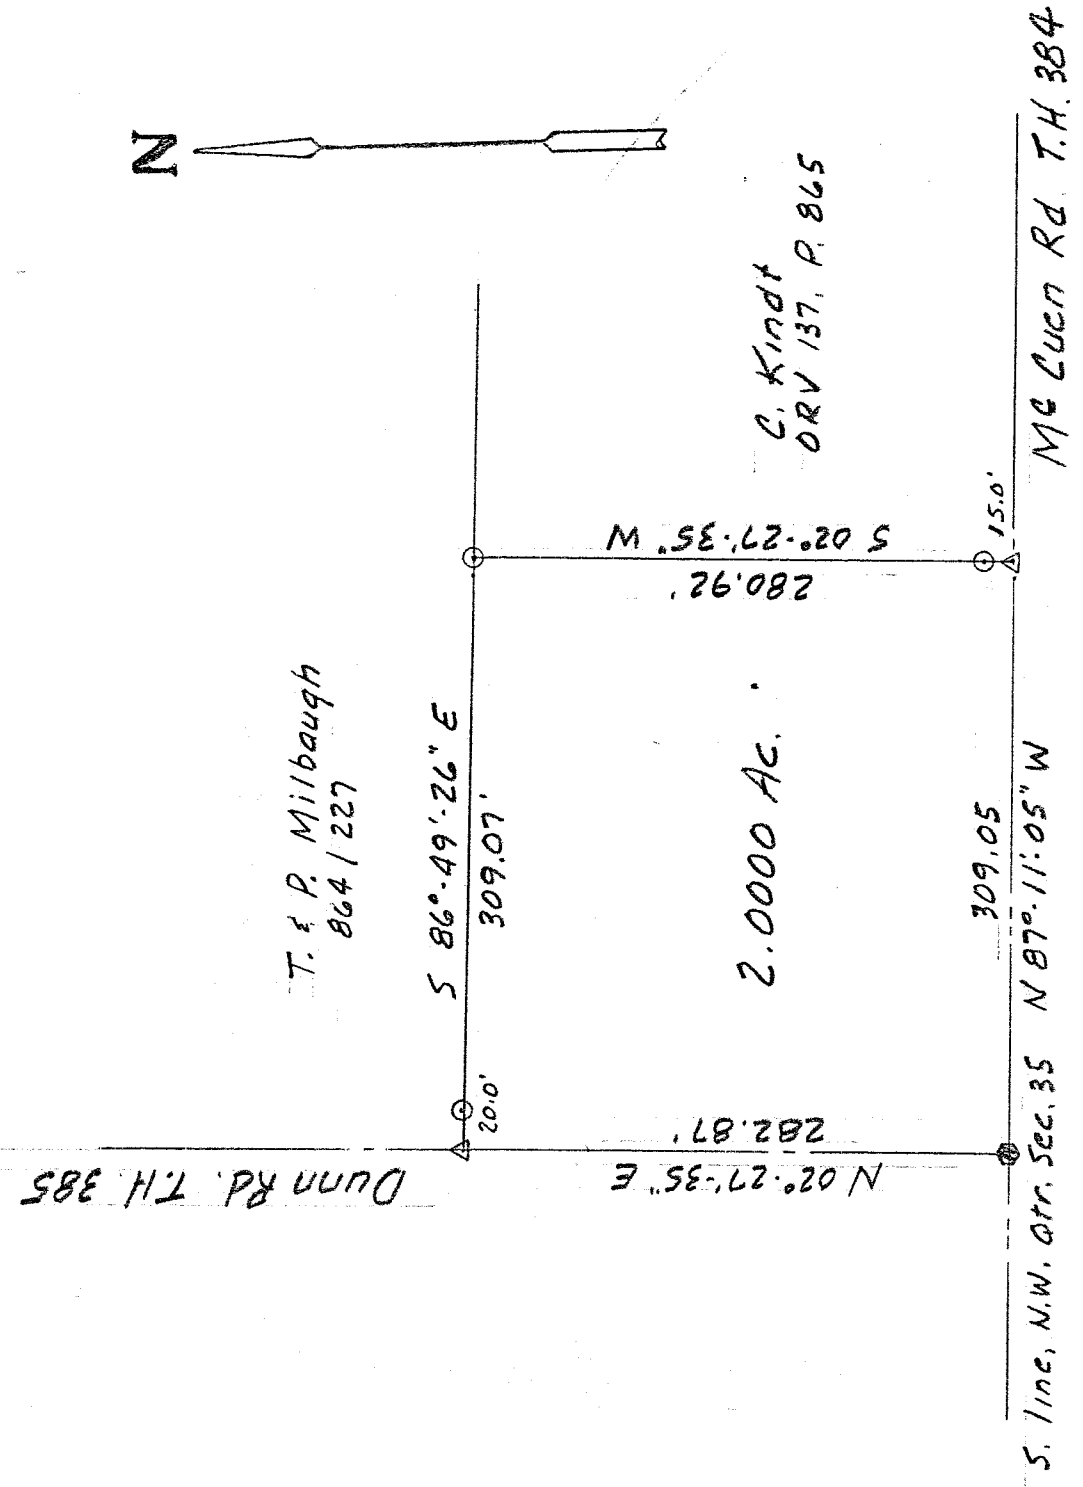 N
T. & P. Milbaugh
864 / 227
S 86°-49'-26" E
309.07'
20.0'
Dunn Rd. T.H. 385
N 02°-27'-35" E
282.87'
2.0000 Ac.
280.92'
S 02°-27'-35" W
C. Kindt
ORV 137, P. 865
15.0'
309.05
S. line, N.W. Qtr. Sec. 35 N 87°-11'-05" W
Mc Cuen Rd. T.H. 384